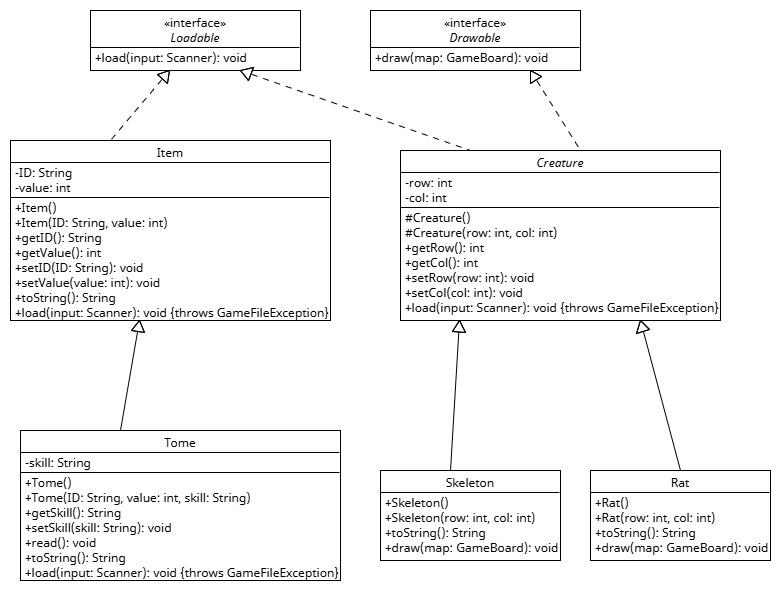 «interface»
Loadable
+load(input: Scanner): void
«interface»
Drawable
+draw(map: GameBoard): void
Item
-ID: String
-value: int
+Item()
+Item(ID: String, value: int)
+getID(): String
+getValue(): int
+setID(ID: String): void
+setValue(value: int): void
+toString(): String
+load(input: Scanner): void {throws GameFileException}
Creature
-row: int
-col: int
#Creature()
#Creature(row: int, col: int)
+getRow(): int
+getCol(): int
+setRow(row: int): void
+setCol(col: int): void
+load(input: Scanner): void {throws GameFileException}
Tome
-skill: String
+Tome()
+Tome(ID: String, value: int, skill: String)
+getSkill(): String
+setSkill(skill: String): void
+read(): void
+toString(): String
+load(input: Scanner): void {throws GameFileException}
Skeleton
+Skeleton()
+Skeleton(row: int, col: int)
+toString(): String
+draw(map: GameBoard): void
Rat
+Rat()
+Rat(row: int, col: int)
+toString(): String
+draw(map: GameBoard): void